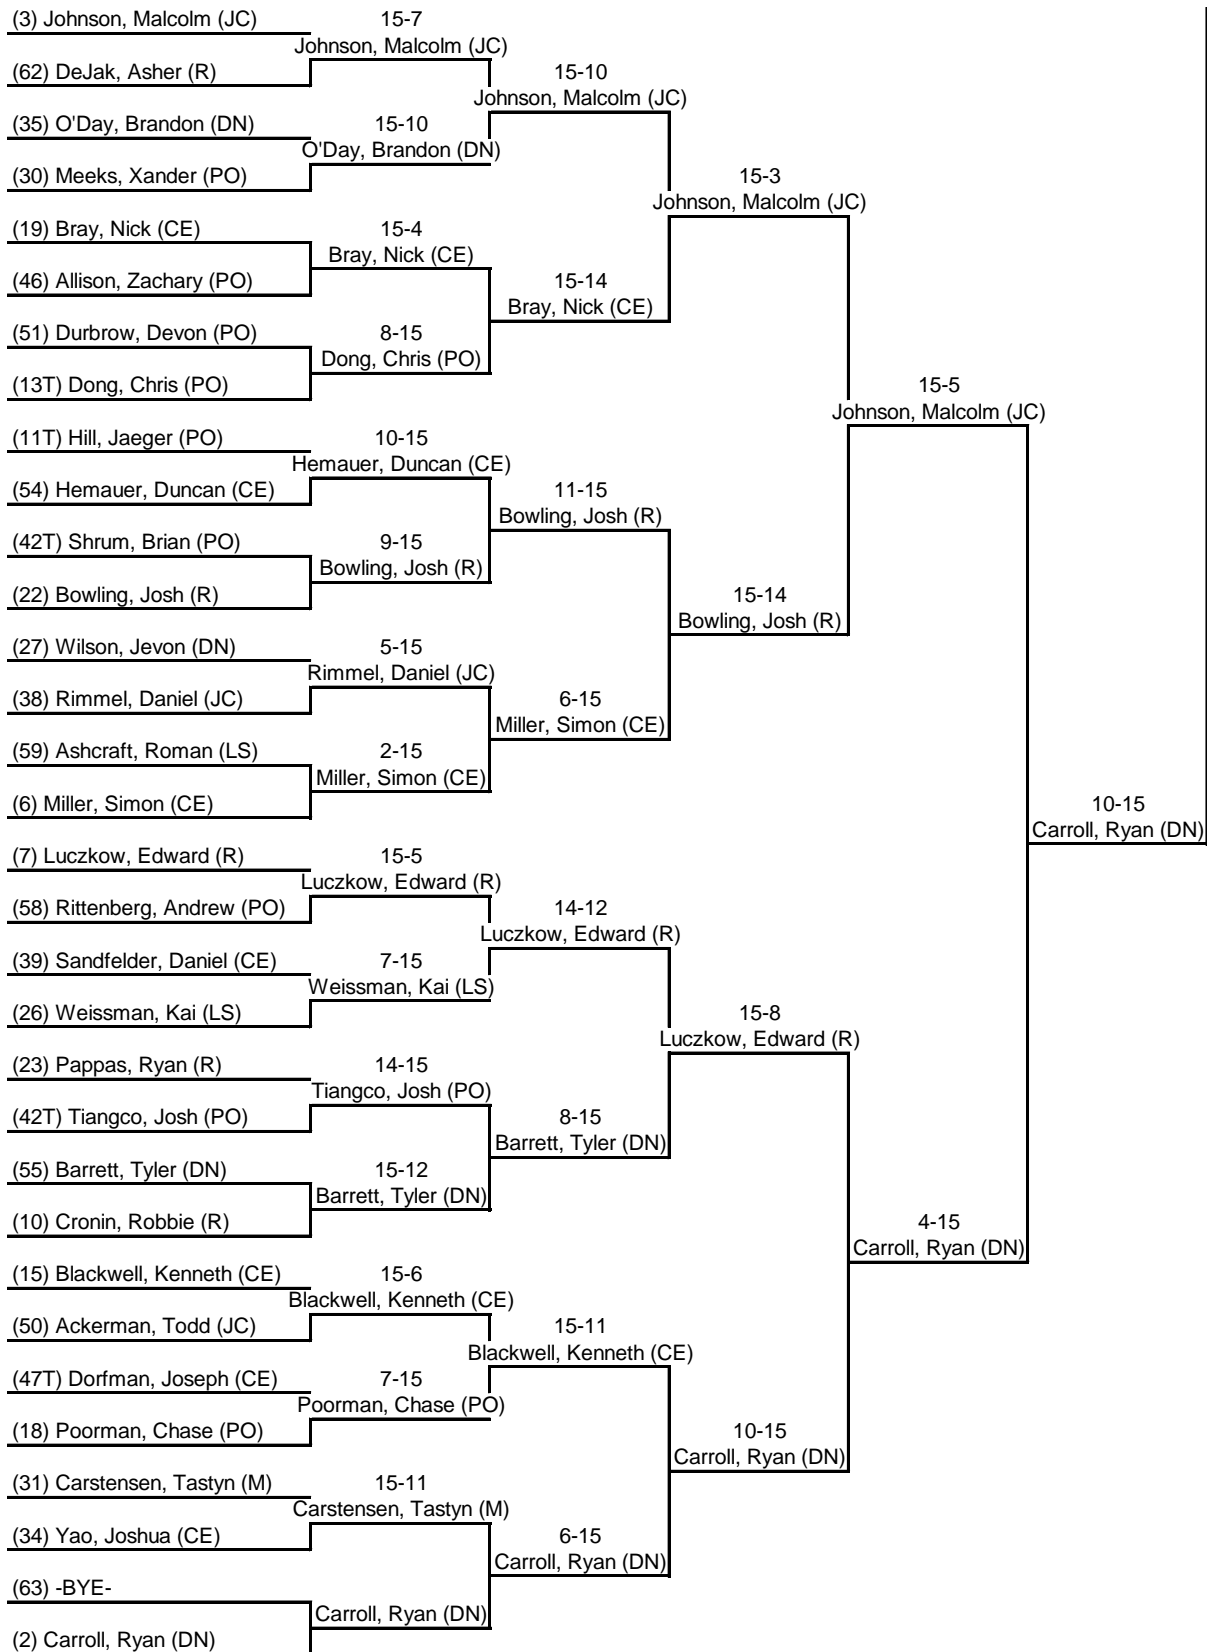 (3) Johnson, Malcolm (JC)
15-7
Johnson, Malcolm (JC)
(62) DeJak, Asher (R)
15-10
Johnson, Malcolm (JC)
(35) O'Day, Brandon (DN)
15-10
O'Day, Brandon (DN)
(30) Meeks, Xander (PO)
15-3
Johnson, Malcolm (JC)
(19) Bray, Nick (CE)
15-4
Bray, Nick (CE)
(46) Allison, Zachary (PO)
15-14
Bray, Nick (CE)
(51) Durbrow, Devon (PO)
8-15
Dong, Chris (PO)
(13T) Dong, Chris (PO)
15-5
Johnson, Malcolm (JC)
(11T) Hill, Jaeger (PO)
10-15
Hemauer, Duncan (CE)
(54) Hemauer, Duncan (CE)
11-15
Bowling, Josh (R)
(42T) Shrum, Brian (PO)
9-15
Bowling, Josh (R)
(22) Bowling, Josh (R)
15-14
Bowling, Josh (R)
(27) Wilson, Jevon (DN)
5-15
Rimmel, Daniel (JC)
(38) Rimmel, Daniel (JC)
6-15
Miller, Simon (CE)
(59) Ashcraft, Roman (LS)
2-15
Miller, Simon (CE)
(6) Miller, Simon (CE)
10-15
Carroll, Ryan (DN)
(7) Luczkow, Edward (R)
15-5
Luczkow, Edward (R)
(58) Rittenberg, Andrew (PO)
14-12
Luczkow, Edward (R)
(39) Sandfelder, Daniel (CE)
7-15
Weissman, Kai (LS)
(26) Weissman, Kai (LS)
15-8
Luczkow, Edward (R)
(23) Pappas, Ryan (R)
14-15
Tiangco, Josh (PO)
(42T) Tiangco, Josh (PO)
8-15
Barrett, Tyler (DN)
(55) Barrett, Tyler (DN)
15-12
Barrett, Tyler (DN)
(10) Cronin, Robbie (R)
4-15
Carroll, Ryan (DN)
(15) Blackwell, Kenneth (CE)
15-6
Blackwell, Kenneth (CE)
(50) Ackerman, Todd (JC)
15-11
Blackwell, Kenneth (CE)
(47T) Dorfman, Joseph (CE)
7-15
Poorman, Chase (PO)
(18) Poorman, Chase (PO)
10-15
Carroll, Ryan (DN)
(31) Carstensen, Tastyn (M)
15-11
Carstensen, Tastyn (M)
(34) Yao, Joshua (CE)
6-15
Carroll, Ryan (DN)
(63) -BYE-
Carroll, Ryan (DN)
(2) Carroll, Ryan (DN)